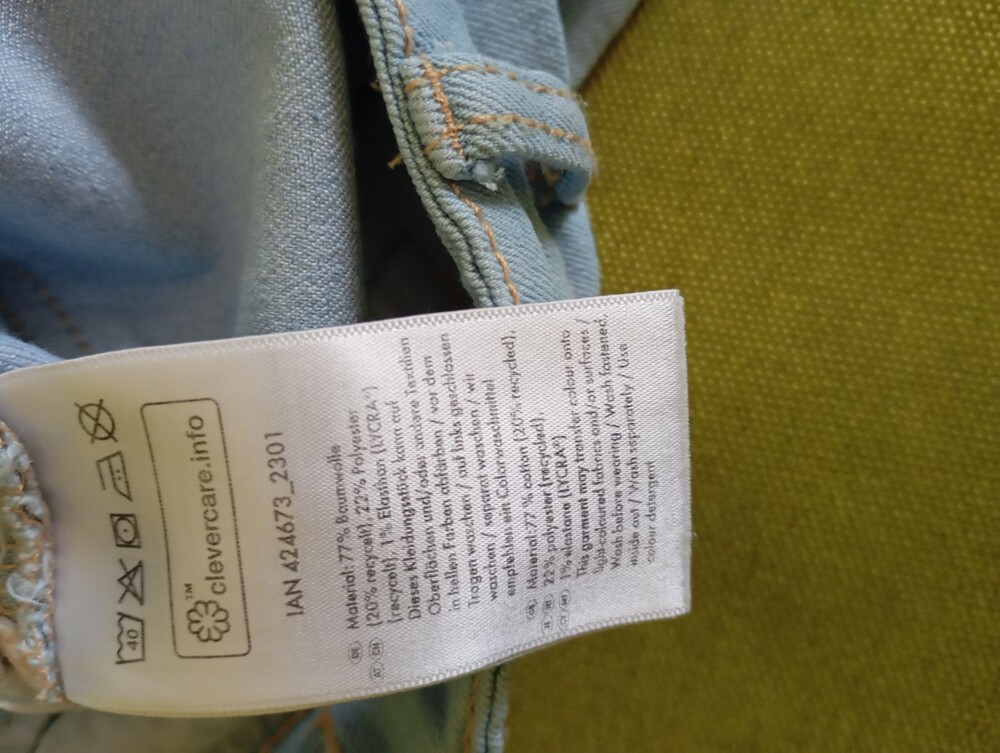 40
clevercare.info™
IAN 424673_2301
DE AT CH Material: 77% Baumwolle
(20% recycelt), 22% Polyester
(recycelt), 1% Elasthan (LYCRA®)
Dieses Kleidungsstück kann auf
Oberflächen und/oder andere Textilien
in hellen Farben abfärben / vor dem
Tragen waschen / auf links geschlossen
waschen / separat waschen / wir
empfehlen ein Colorwaschmittel
Material: 77 % cotton (20% recycled),
22% polyester (recycled),
1% elastane (LYCRA®)
This garment may transfer colour onto
light-coloured fabrics and/or surfaces /
Wash before wearing / Wash fastened,
inside out / Wash separately / Use
colour detergent